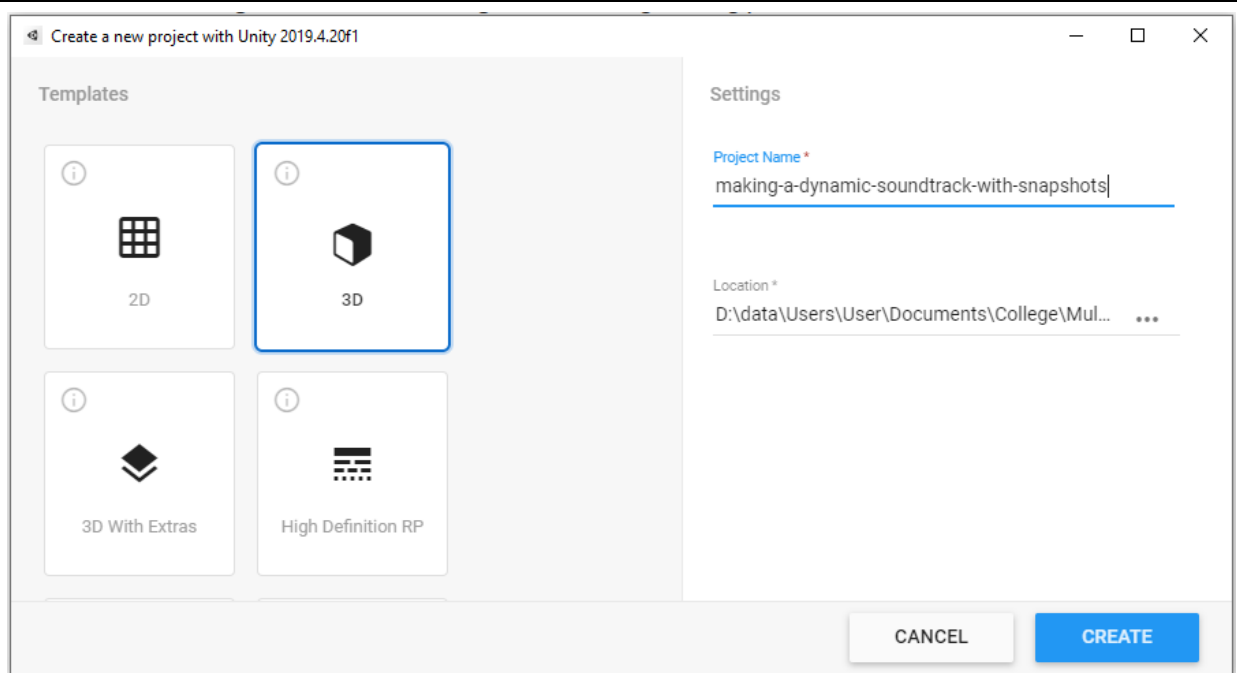 Create a new project with Unity 2019.4.20f1
Templates
2D
3D
3D With Extras
High Definition RP
Settings
Project Name *
making-a-dynamic-soundtrack-with-snapshots
Location *
D:\data\Users\User\Documents\College\Mul...
CANCEL
CREATE